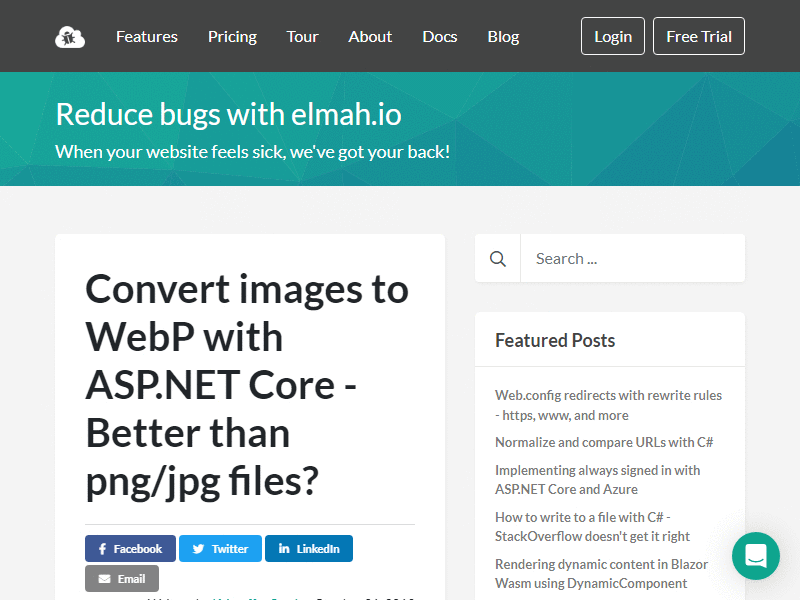 Features Pricing Tour About Docs Blog Login Free Trial
Reduce bugs with elmah.io
When your website feels sick, we've got your back!
Convert images to
WebP with
ASP.NET Core -
Better than
png/jpg files?
Facebook Twitter LinkedIn
Email
Search ...
Featured Posts
Web.config redirects with rewrite rules
- https, www, and more
Normalize and compare URLs with C#
Implementing always signed in with
ASP.NET Core and Azure
How to write to a file with C# -
StackOverflow doesn't get it right
Rendering dynamic content in Blazor
Wasm using DynamicComponent